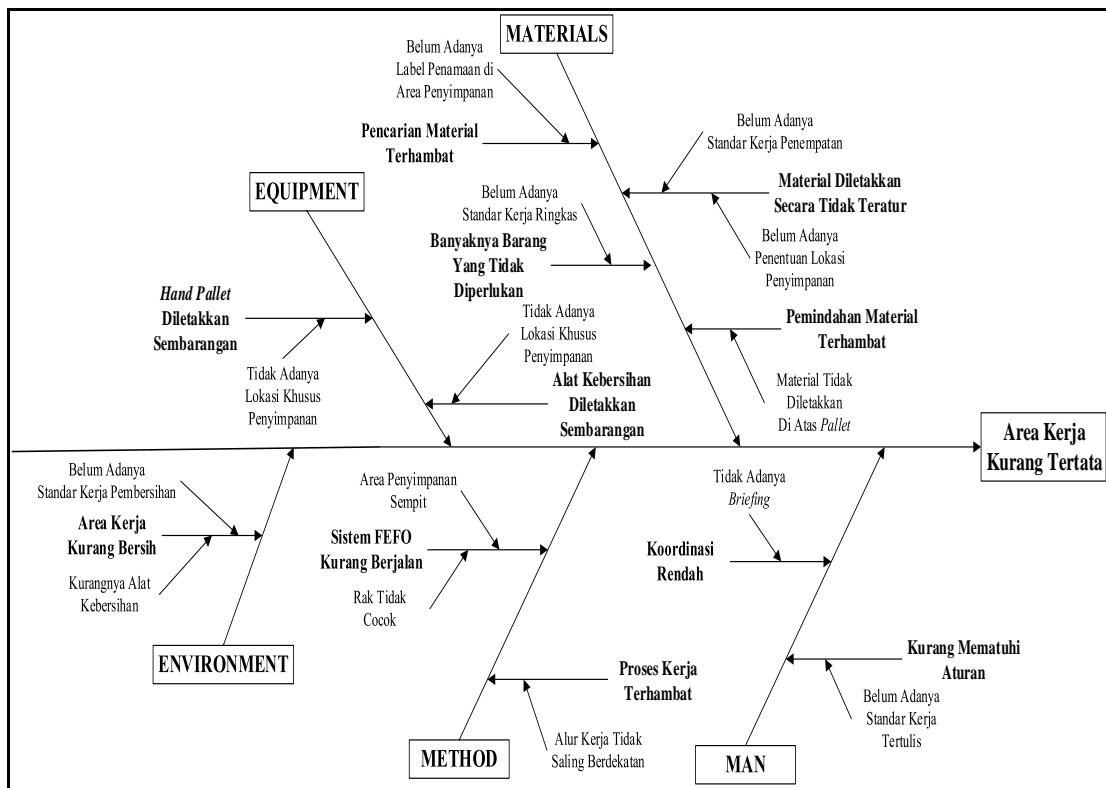 MATERIALS
Belum Adanya
Label Penamaan di
Area Penyimpanan
Pencarian Material
Terhambat
Belum Adanya
Standar Kerja Penempatan
Material Diletakkan
Secara Tidak Teratur
Belum Adanya
Penentuan Lokasi
Penyimpanan
Belum Adanya
Standar Kerja Ringkas
Banyaknya Barang
Yang Tidak
Diperlukan
Pemindahan Material
Terhambat
Material Tidak
Diletakkan
Di Atas Pallet
EQUIPMENT
Hand Pallet
Diletakkan
Sembarangan
Tidak Adanya
Lokasi Khusus
Penyimpanan
Tidak Adanya
Lokasi Khusus
Penyimpanan
Alat Kebersihan
Diletakkan
Sembarangan
Area Kerja
Kurang Tertata
Belum Adanya
Standar Kerja Pembersihan
Area Kerja
Kurang Bersih
Kurangnya Alat
Kebersihan
ENVIRONMENT
Area Penyimpanan
Sempit
Sistem FEFO
Kurang Berjalan
Rak Tidak
Cocok
Proses Kerja
Terhambat
Alur Kerja Tidak
Saling Berdekatan
METHOD
Tidak Adanya
Briefing
Koordinasi
Rendah
Kurang Mematuhi
Aturan
Belum Adanya
Standar Kerja
Tertulis
MAN